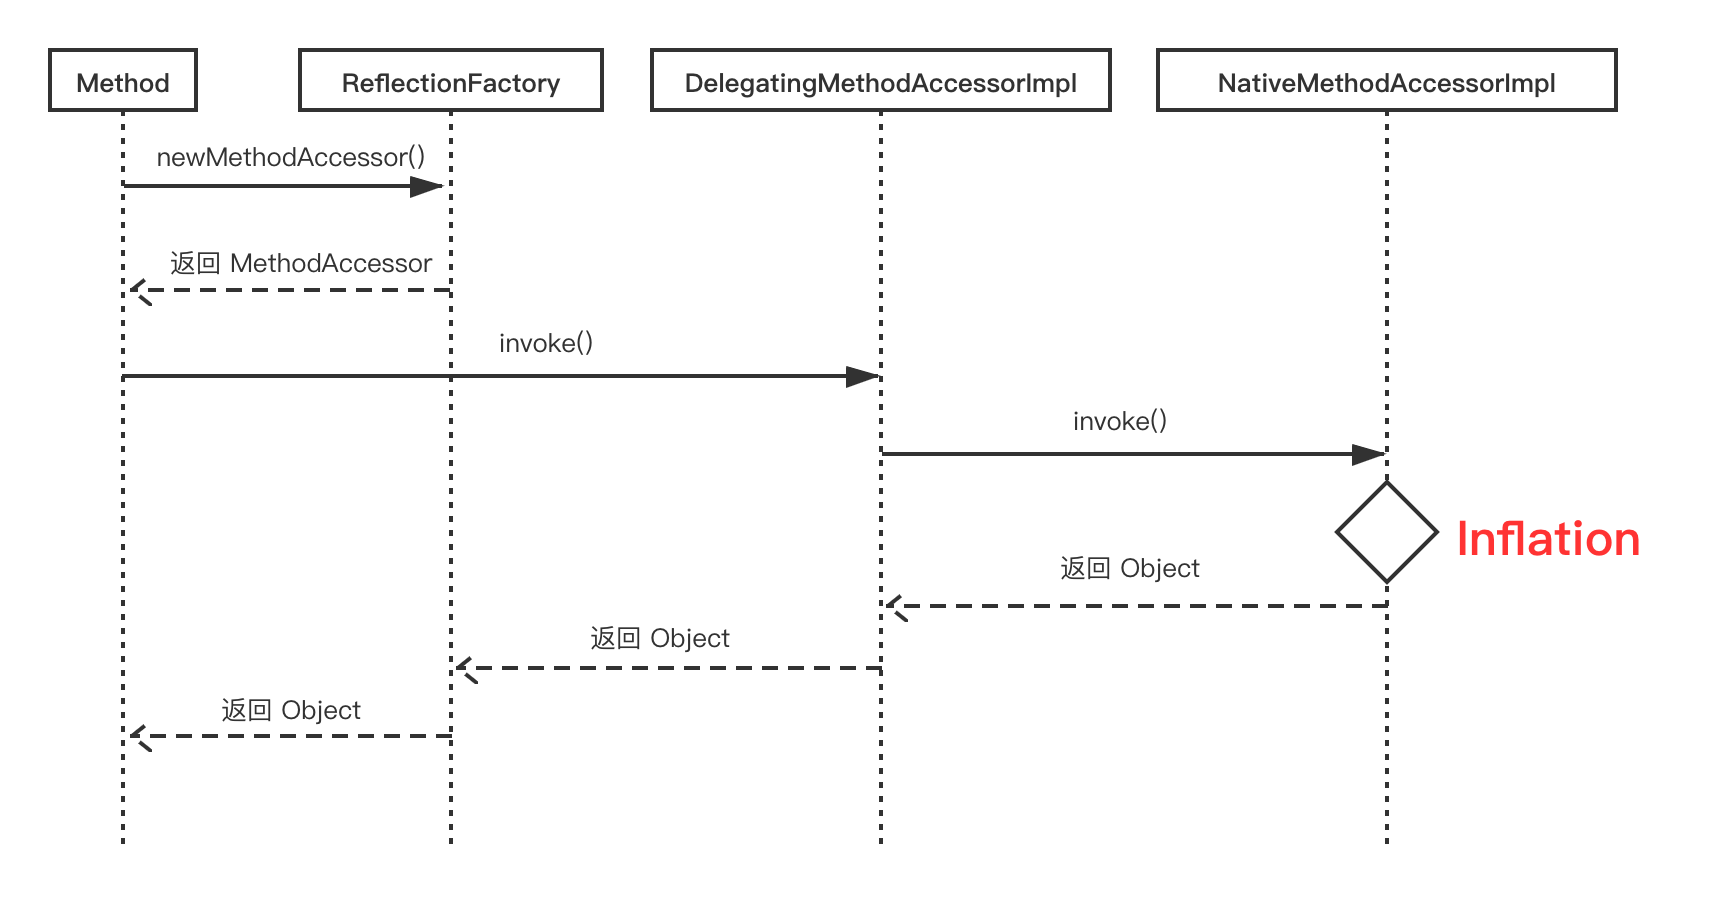 Method
ReflectionFactory
DelegatingMethodAccessorImpl
NativeMethodAccessorImpl
newMethodAccessor()
返回 MethodAccessor
invoke()
invoke()
Inflation
返回 Object
返回 Object
返回 Object